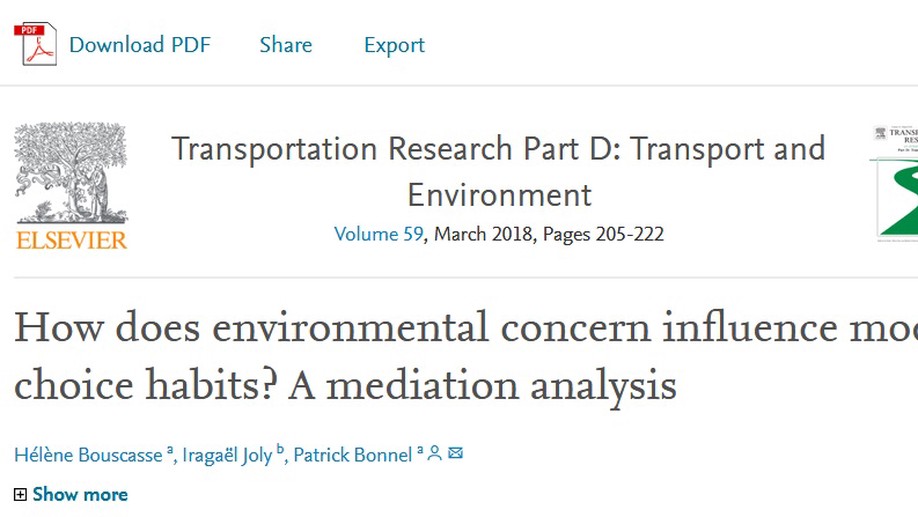 PDF
Download PDF Share Export
Transportation Research Part D: Transport and
Environment
Volume 59, March 2018, Pages 205-222
ELSEVIER
How does environmental concern influence
choice habits? A mediation analysis
Hélène Bouscasse a, Iragaël Joly b, Patrick Bonnel a
Show more